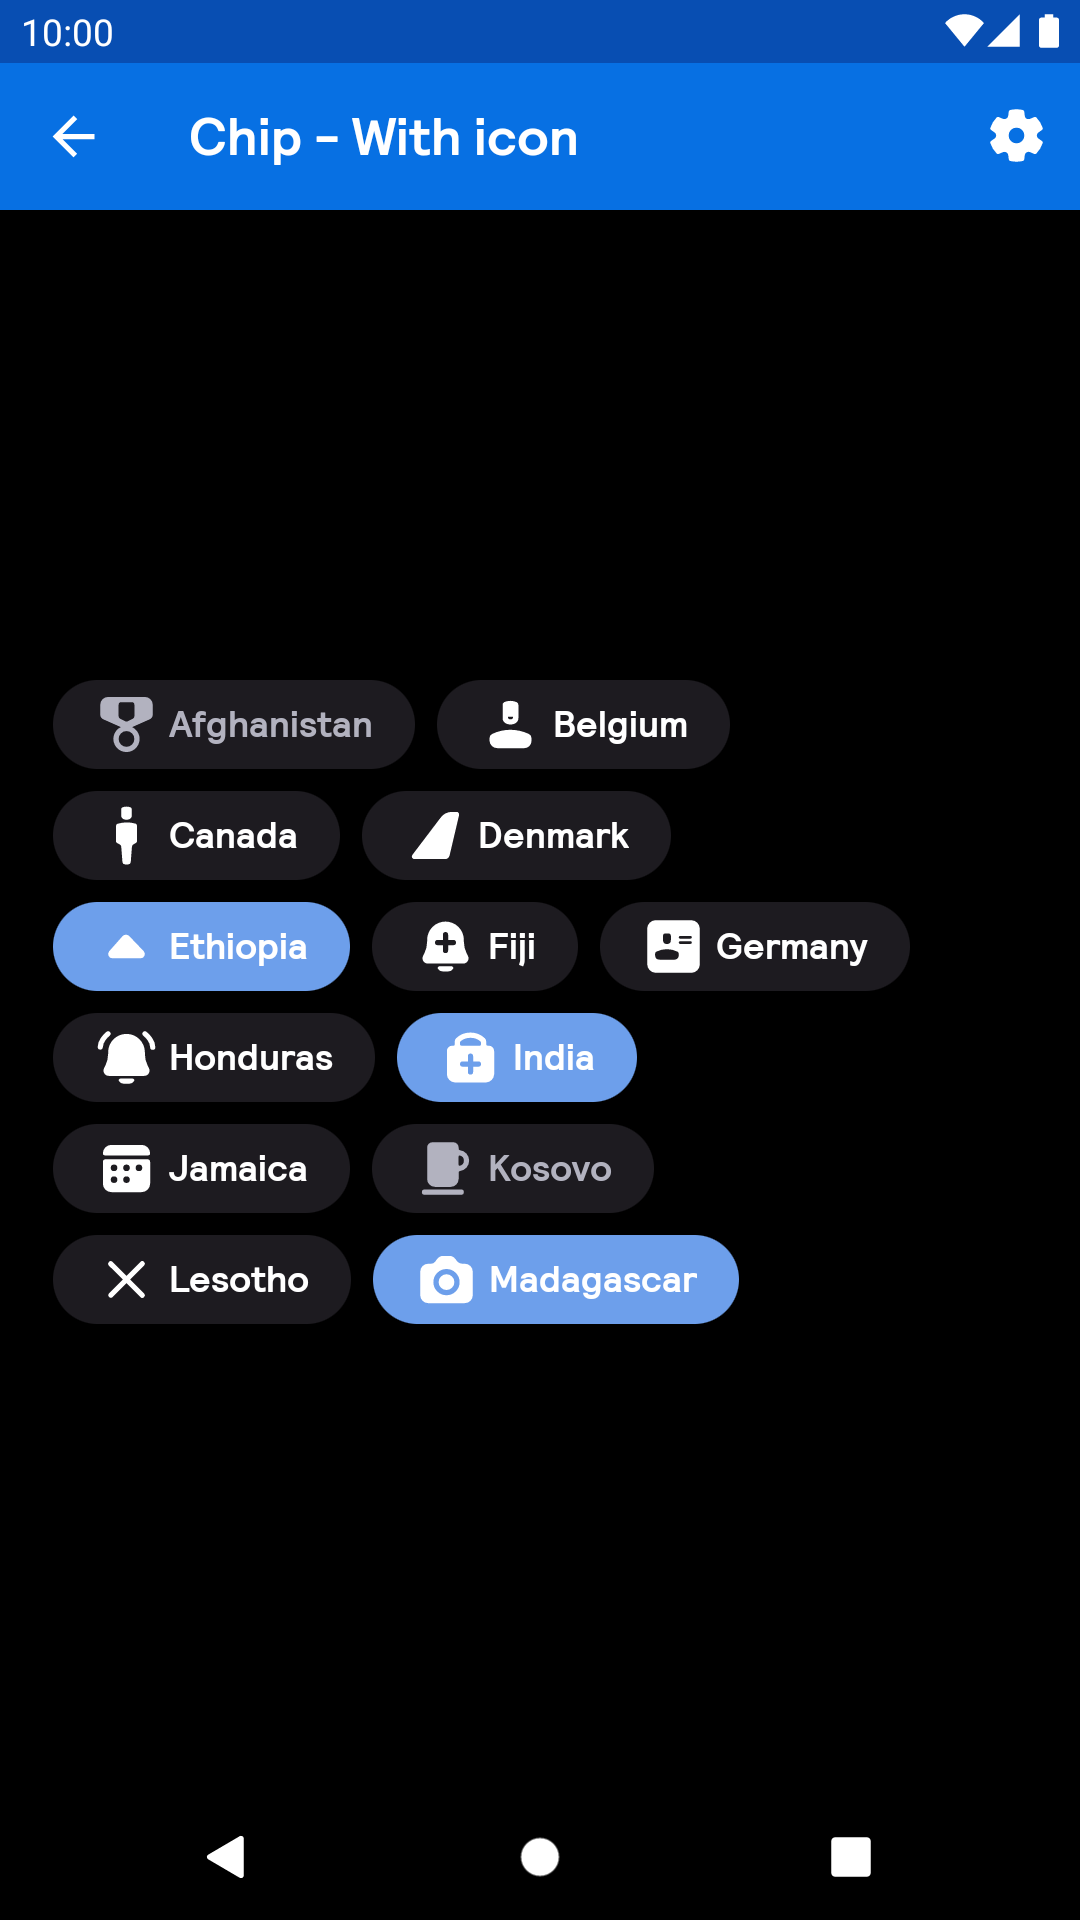 10:00
Chip - With icon
Afghanistan Belgium
Canada Denmark
Ethiopia Fiji Germany
Honduras India
Jamaica Kosovo
Lesotho Madagascar